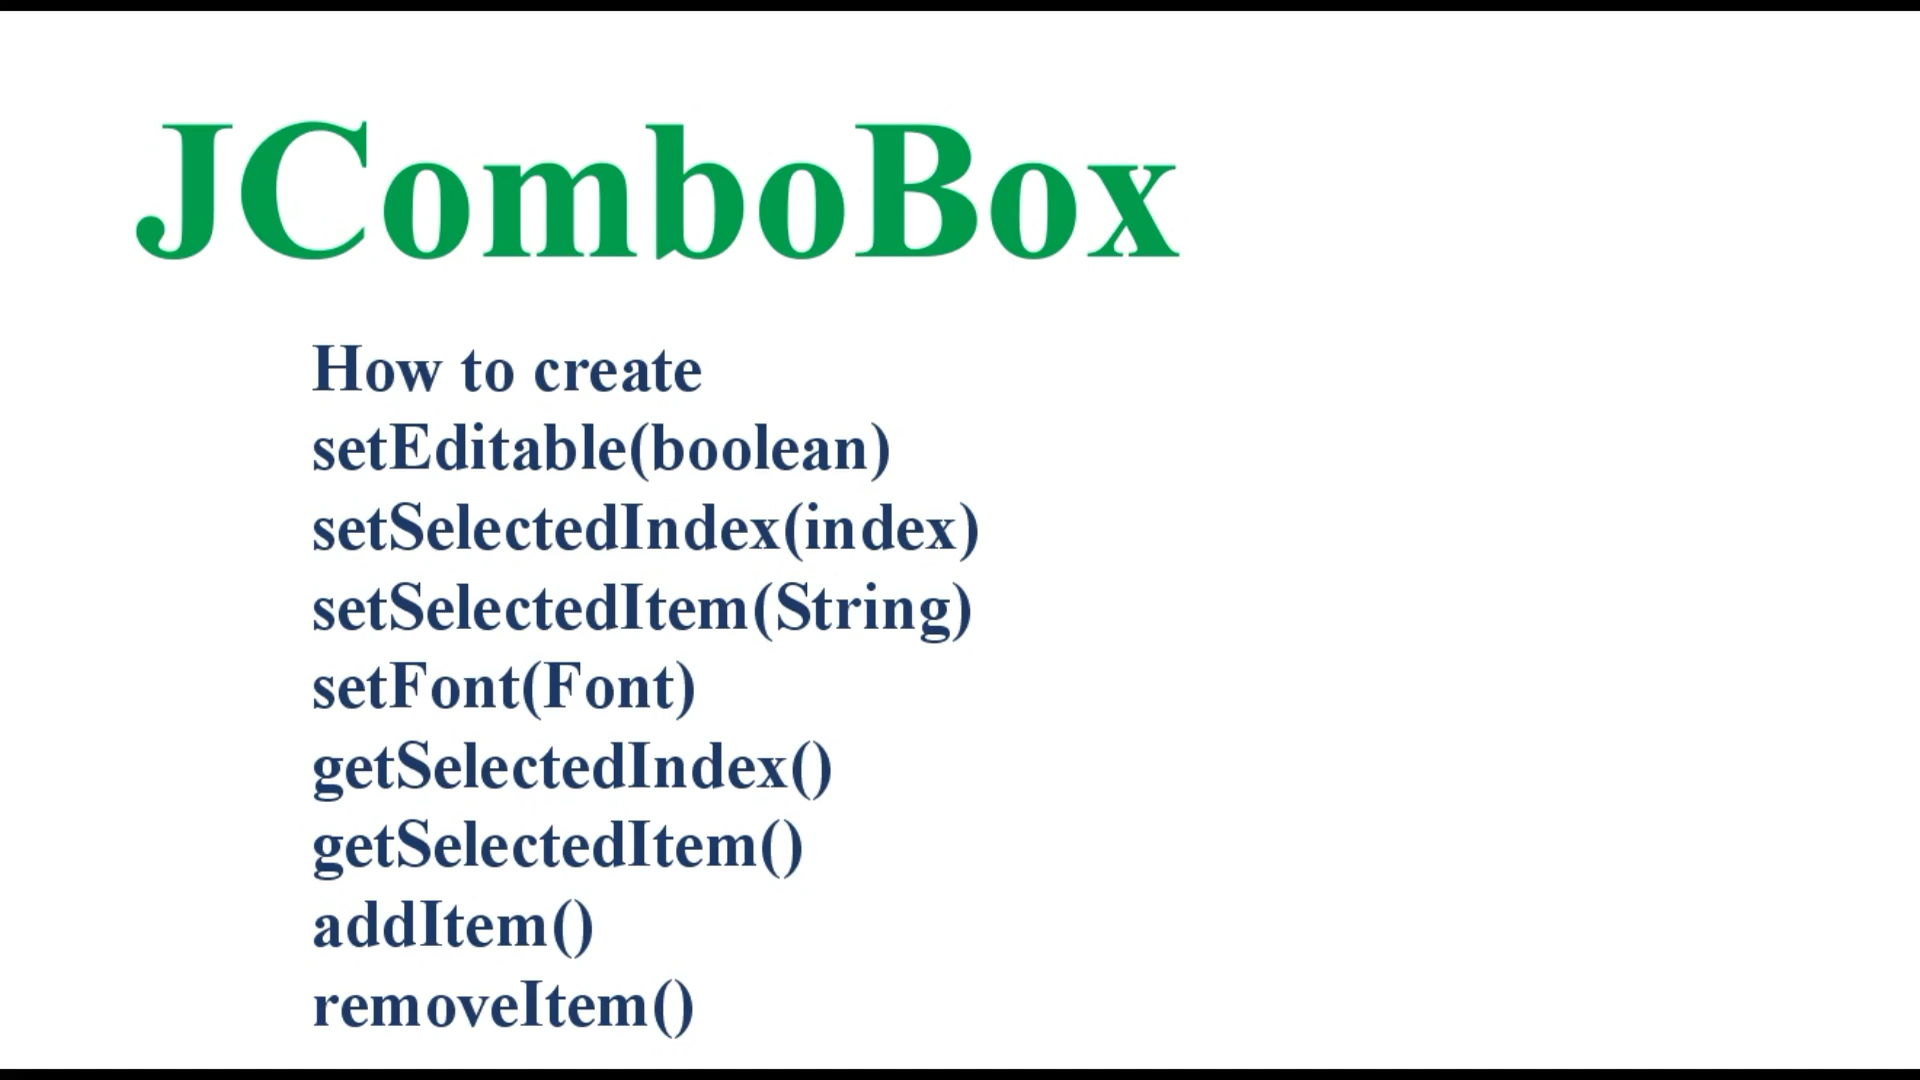 JComboBox
How to create
setEditable(boolean)
setSelectedIndex(index)
setSelectedItem(String)
setFont(Font)
getSelectedIndex()
getSelectedItem()
addItem()
removeItem()